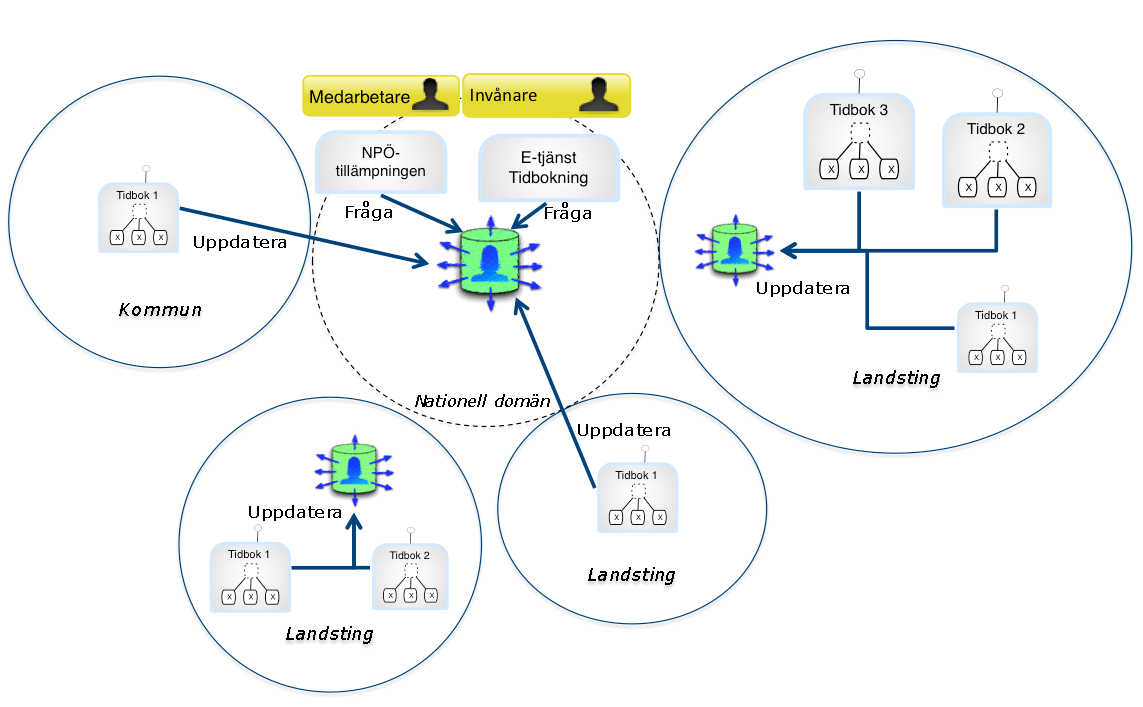 Medarbetare
Invånare
NPÖ-
tillämpningen
E-tjänst
Tidbokning
Fråga
Fråga
Tidbok 1
x x x
Uppdatera
Kommun
Nationell domän
Tidbok 3
x x x
Tidbok 2
x x x
Uppdatera
Tidbok 1
x x x
Landsting
Uppdatera
Tidbok 1
x x x
Landsting
Uppdatera
Tidbok 1
x x x
Tidbok 2
x x x
Landsting